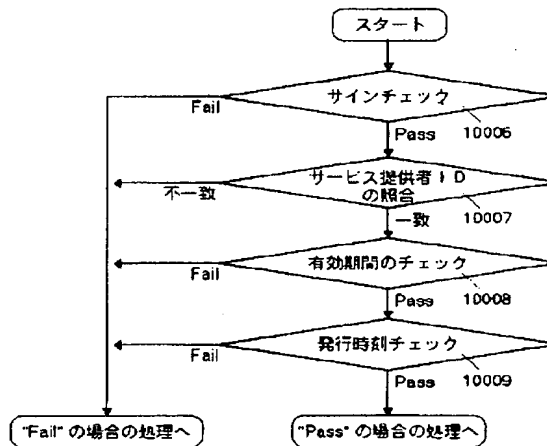 スタート
サインチェック
Fail
Pass
10006
サービス提供者ID
の照合
不一致
一致
10007
有効期間のチェック
Fail
Pass
10008
発行時刻チェック
Fail
Pass
10009
"Fail" の場合の処理へ
"Pass" の場合の処理へ